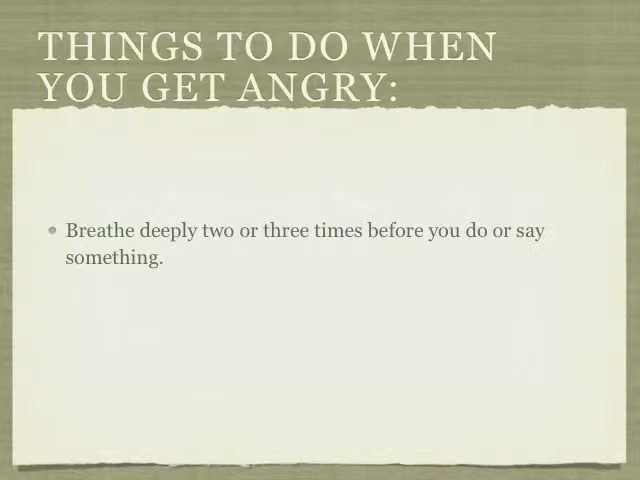 THINGS TO DO WHEN
YOU GET ANGRY:
Breathe deeply two or three times before you do or say
something.